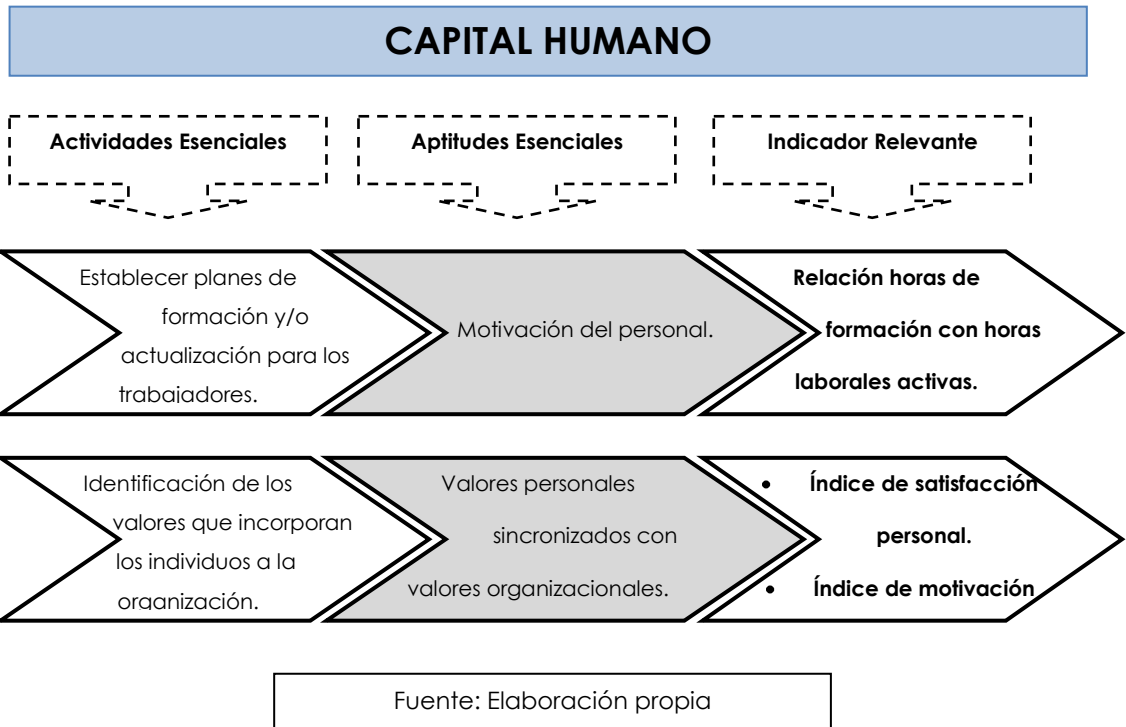 CAPITAL HUMANO
Actividades Esenciales
Aptitudes Esenciales
Indicador Relevante
Establecer planes de
formación y/o
actualización para los
trabajadores.
Motivación del personal.
Relación horas de
formación con horas
laborales activas.
Identificación de los
valores que incorporan
los individuos a la
organización.
Valores personales
sincronizados con
valores organizacionales.
• Índice de satisfacción
personal.
• Índice de motivación
Fuente: Elaboración propia